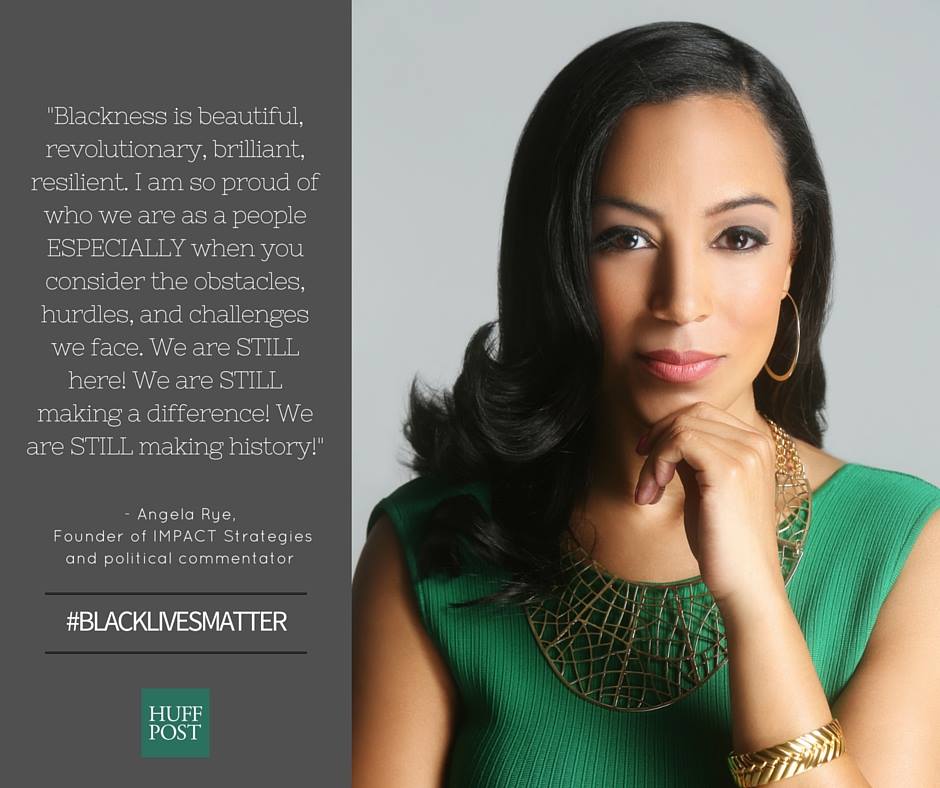 "Blackness is beautiful,
revolutionary, brilliant,
resilient. I am so proud of
who we are as a people
ESPECIALLY when you
consider the obstacles,
hurdles, and challenges
we face. We are STILL
here! We are STILL
making a difference! We
are STILL making history!"
- Angela Rye,
Founder of IMPACT Strategies
and political commentator
#BLACKLIVESMATTER
HUFF
POST